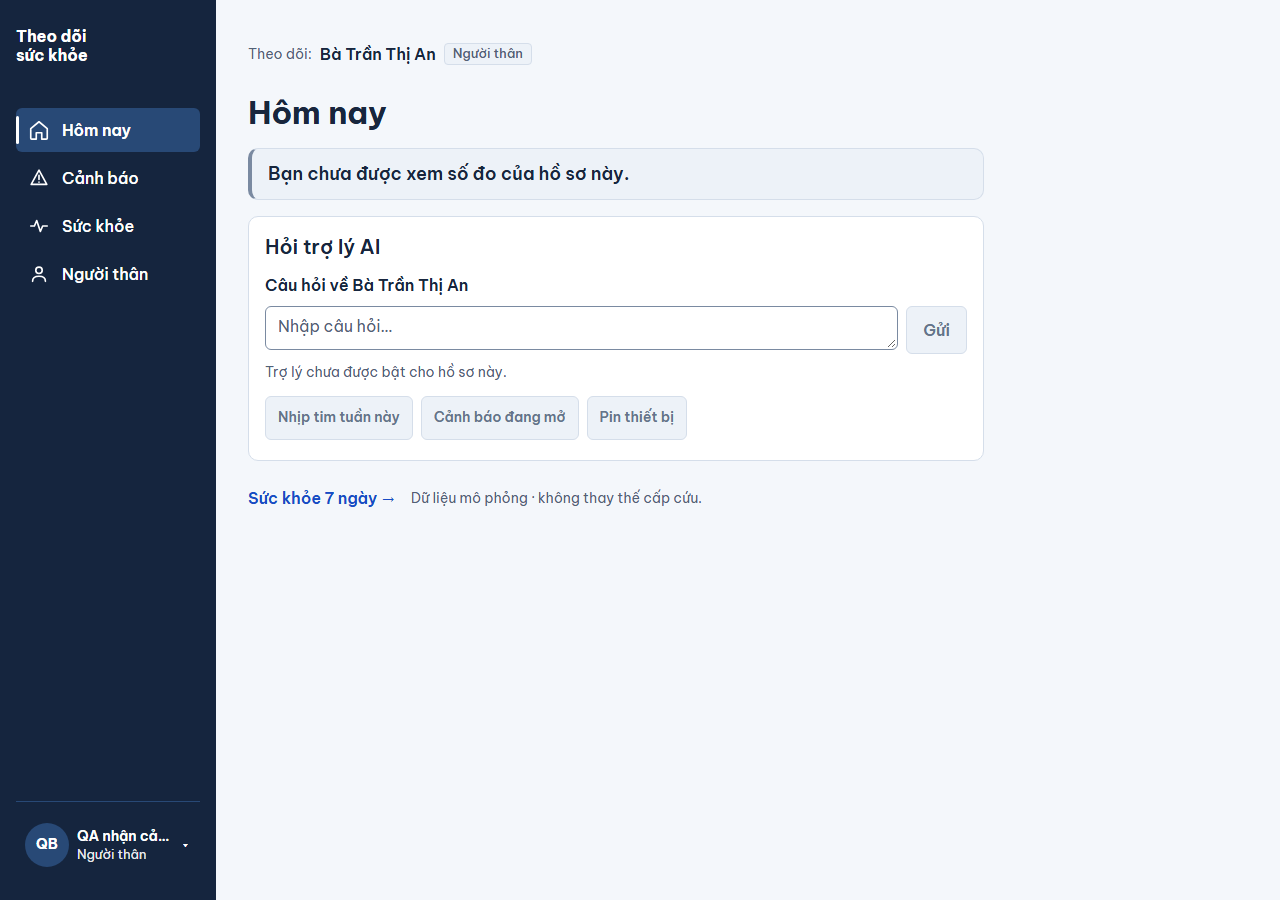 Theo dõi
sức khỏe
Hôm nay
Cảnh báo
Sức khỏe
Người thân
QB
QA nhận cả...
Người thân
Theo dõi: Bà Trần Thị An Người thân
Hôm nay
Bạn chưa được xem số đo của hồ sơ này.
Hỏi trợ lý AI
Câu hỏi về Bà Trần Thị An
Nhập câu hỏi...
Gửi
Trợ lý chưa được bật cho hồ sơ này.
Nhịp tim tuần này Cảnh báo đang mở Pin thiết bị
Sức khỏe 7 ngày → Dữ liệu mô phỏng · không thay thế cấp cứu.